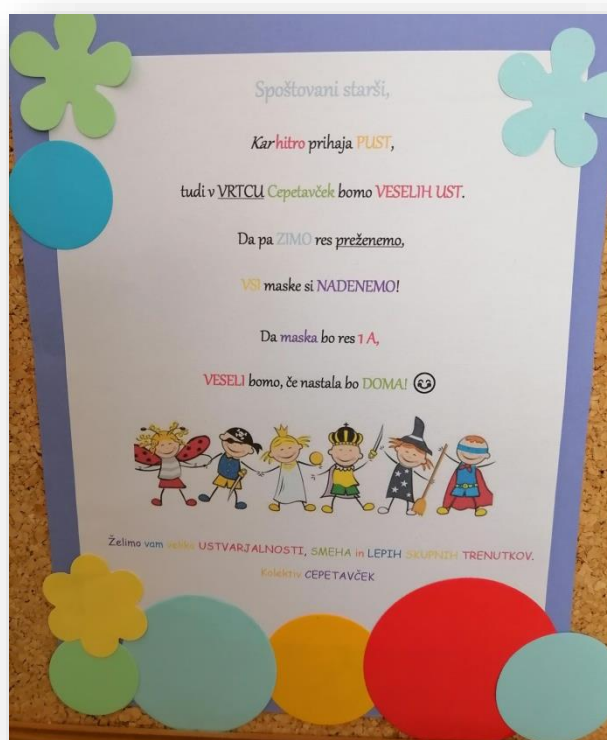 Spoštovani starši,
Kar hitro prihaja PUST,
tudi v VRTCU Cepetavček bomo VESELIH UST.
Da pa ZIMO res preženemo,
VSI maske si NADENEMO!
Da maska bo res 1 A,
VESELI bomo, če nastala bo DOMA!
Želimo vam veliko USTVARJALNOSTI, SMEHA in LEPIH SKUPNIH TRENUTKOV.
Kolektiv CEPETAVČEK